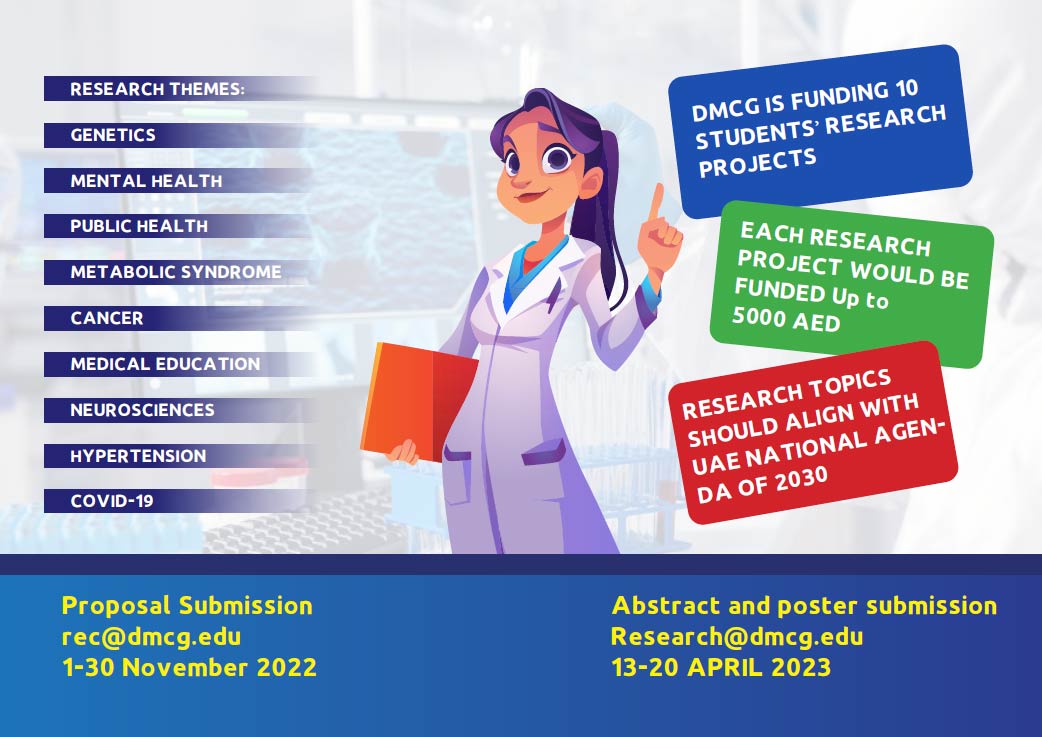 RESEARCH THEMES:
GENETICS
MENTAL HEALTH
PUBLIC HEALTH
METABOLIC SYNDROME
CANCER
MEDICAL EDUCATION
NEUROSCIENCES
HYPERTENSION
COVID-19
DMCG IS FUNDING 10
STUDENTS’ RESEARCH
PROJECTS
EACH RESEARCH
PROJECT WOULD BE
FUNDED Up to
5000 AED
RESEARCH TOPICS
SHOULD ALIGN WITH
UAE NATIONAL AGEN-
DA OF 2030
Proposal Submission
rec@dmcg.edu
1-30 November 2022
Abstract and poster submission
Research@dmcg.edu
13-20 APRIL 2023